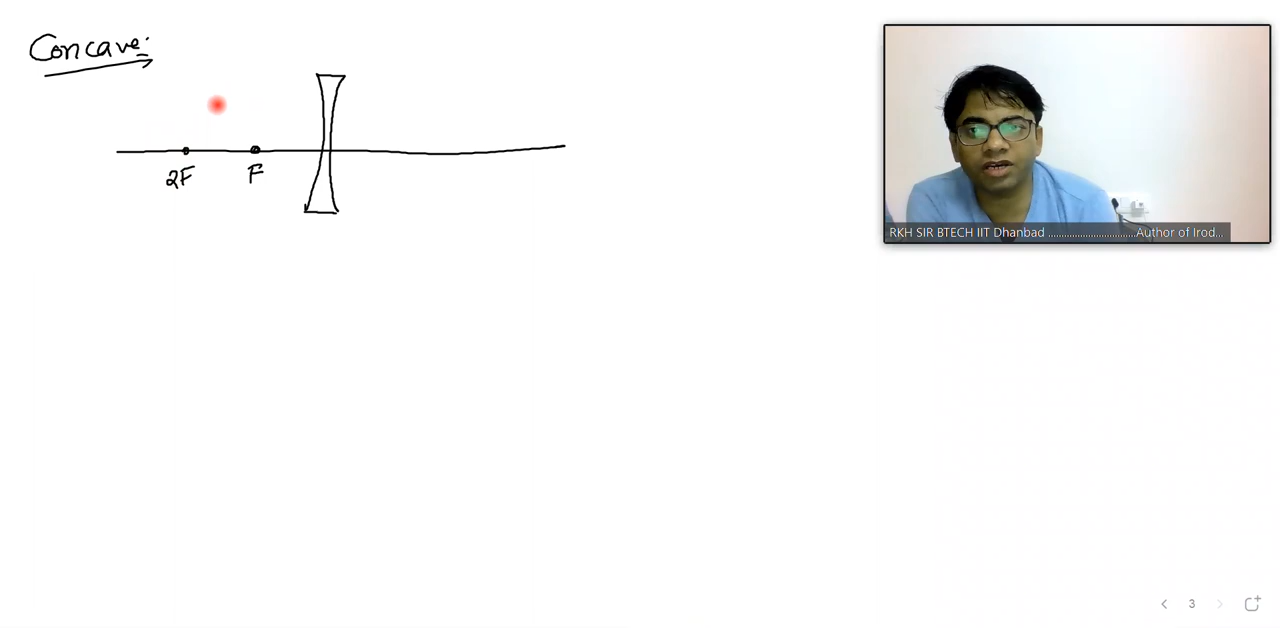 Concave:
2F F
RKH SIR BTECH IIT Dhanbad ..................................Author of Irod...
3